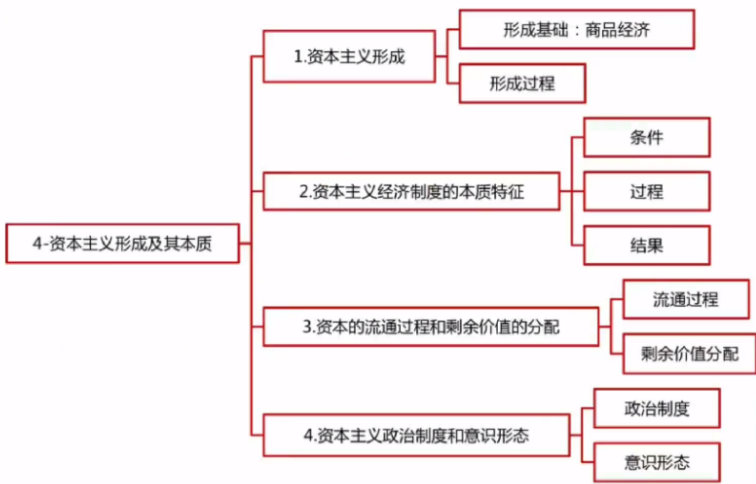 4-资本主义形成及其本质
1.资本主义形成
形成基础：商品经济
形成过程
2.资本主义经济制度的本质特征
条件
过程
结果
3.资本的流通过程和剩余价值的分配
流通过程
剩余价值分配
4.资本主义政治制度和意识形态
政治制度
意识形态